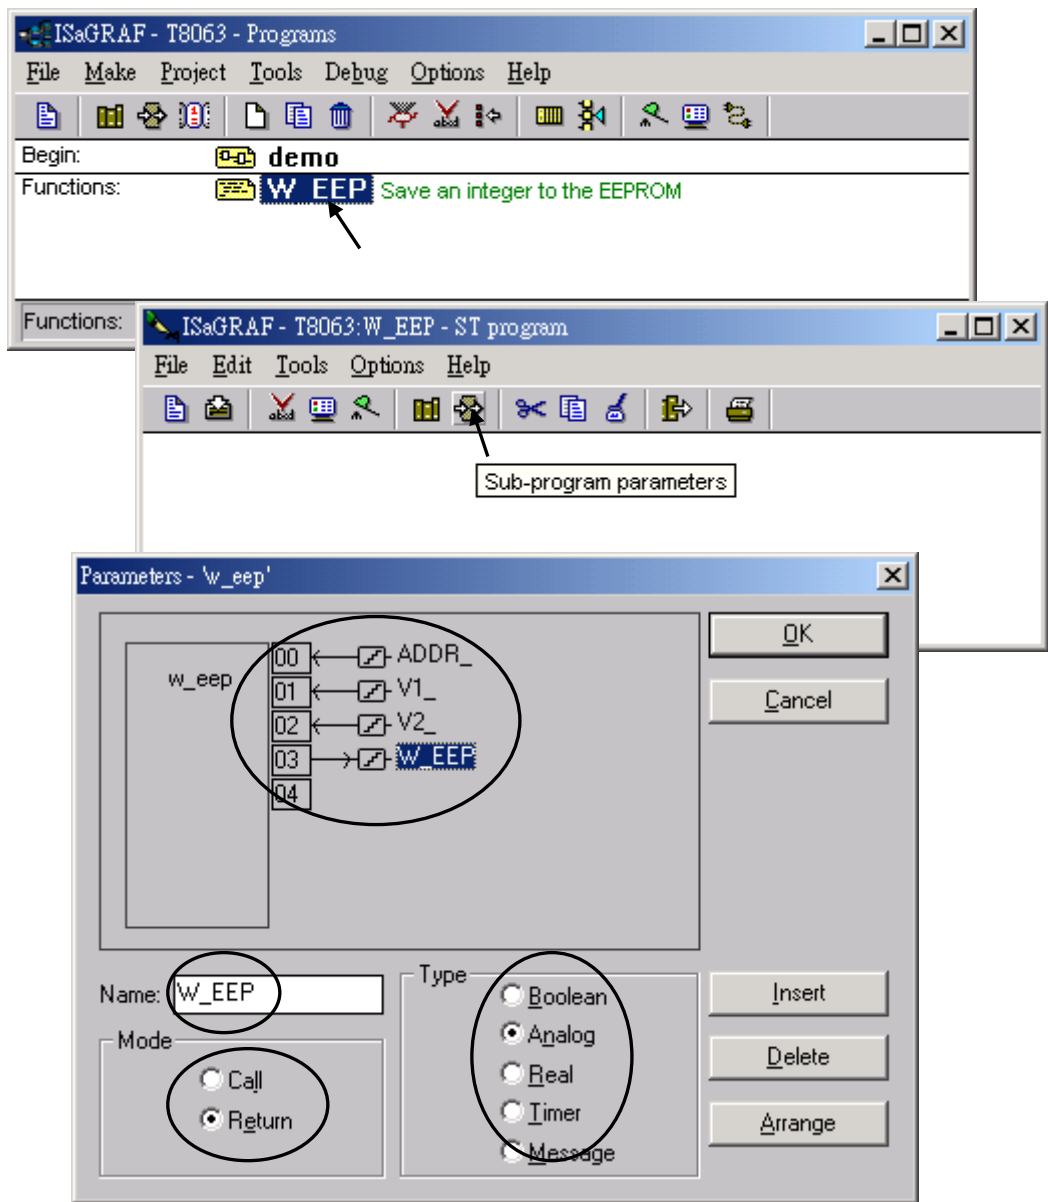 ISaGRAF - T8063 - Programs
File Make Project Tools Debug Options Help
Begin: demo
Functions: W_EEP Save an integer to the EEPROM
Functions:
ISaGRAF - T8063:W_EEP - ST program
File Edit Tools Options Help
Sub-program parameters
Parameters - 'w_eep'
w_eep
00 ADDR_
01 V1_
02 V2_
03 W_EEP
04
OK
Cancel
Name: W_EEP
Mode
Call
Return
Type
Boolean
Analog
Real
Timer
Message
Insert
Delete
Arrange